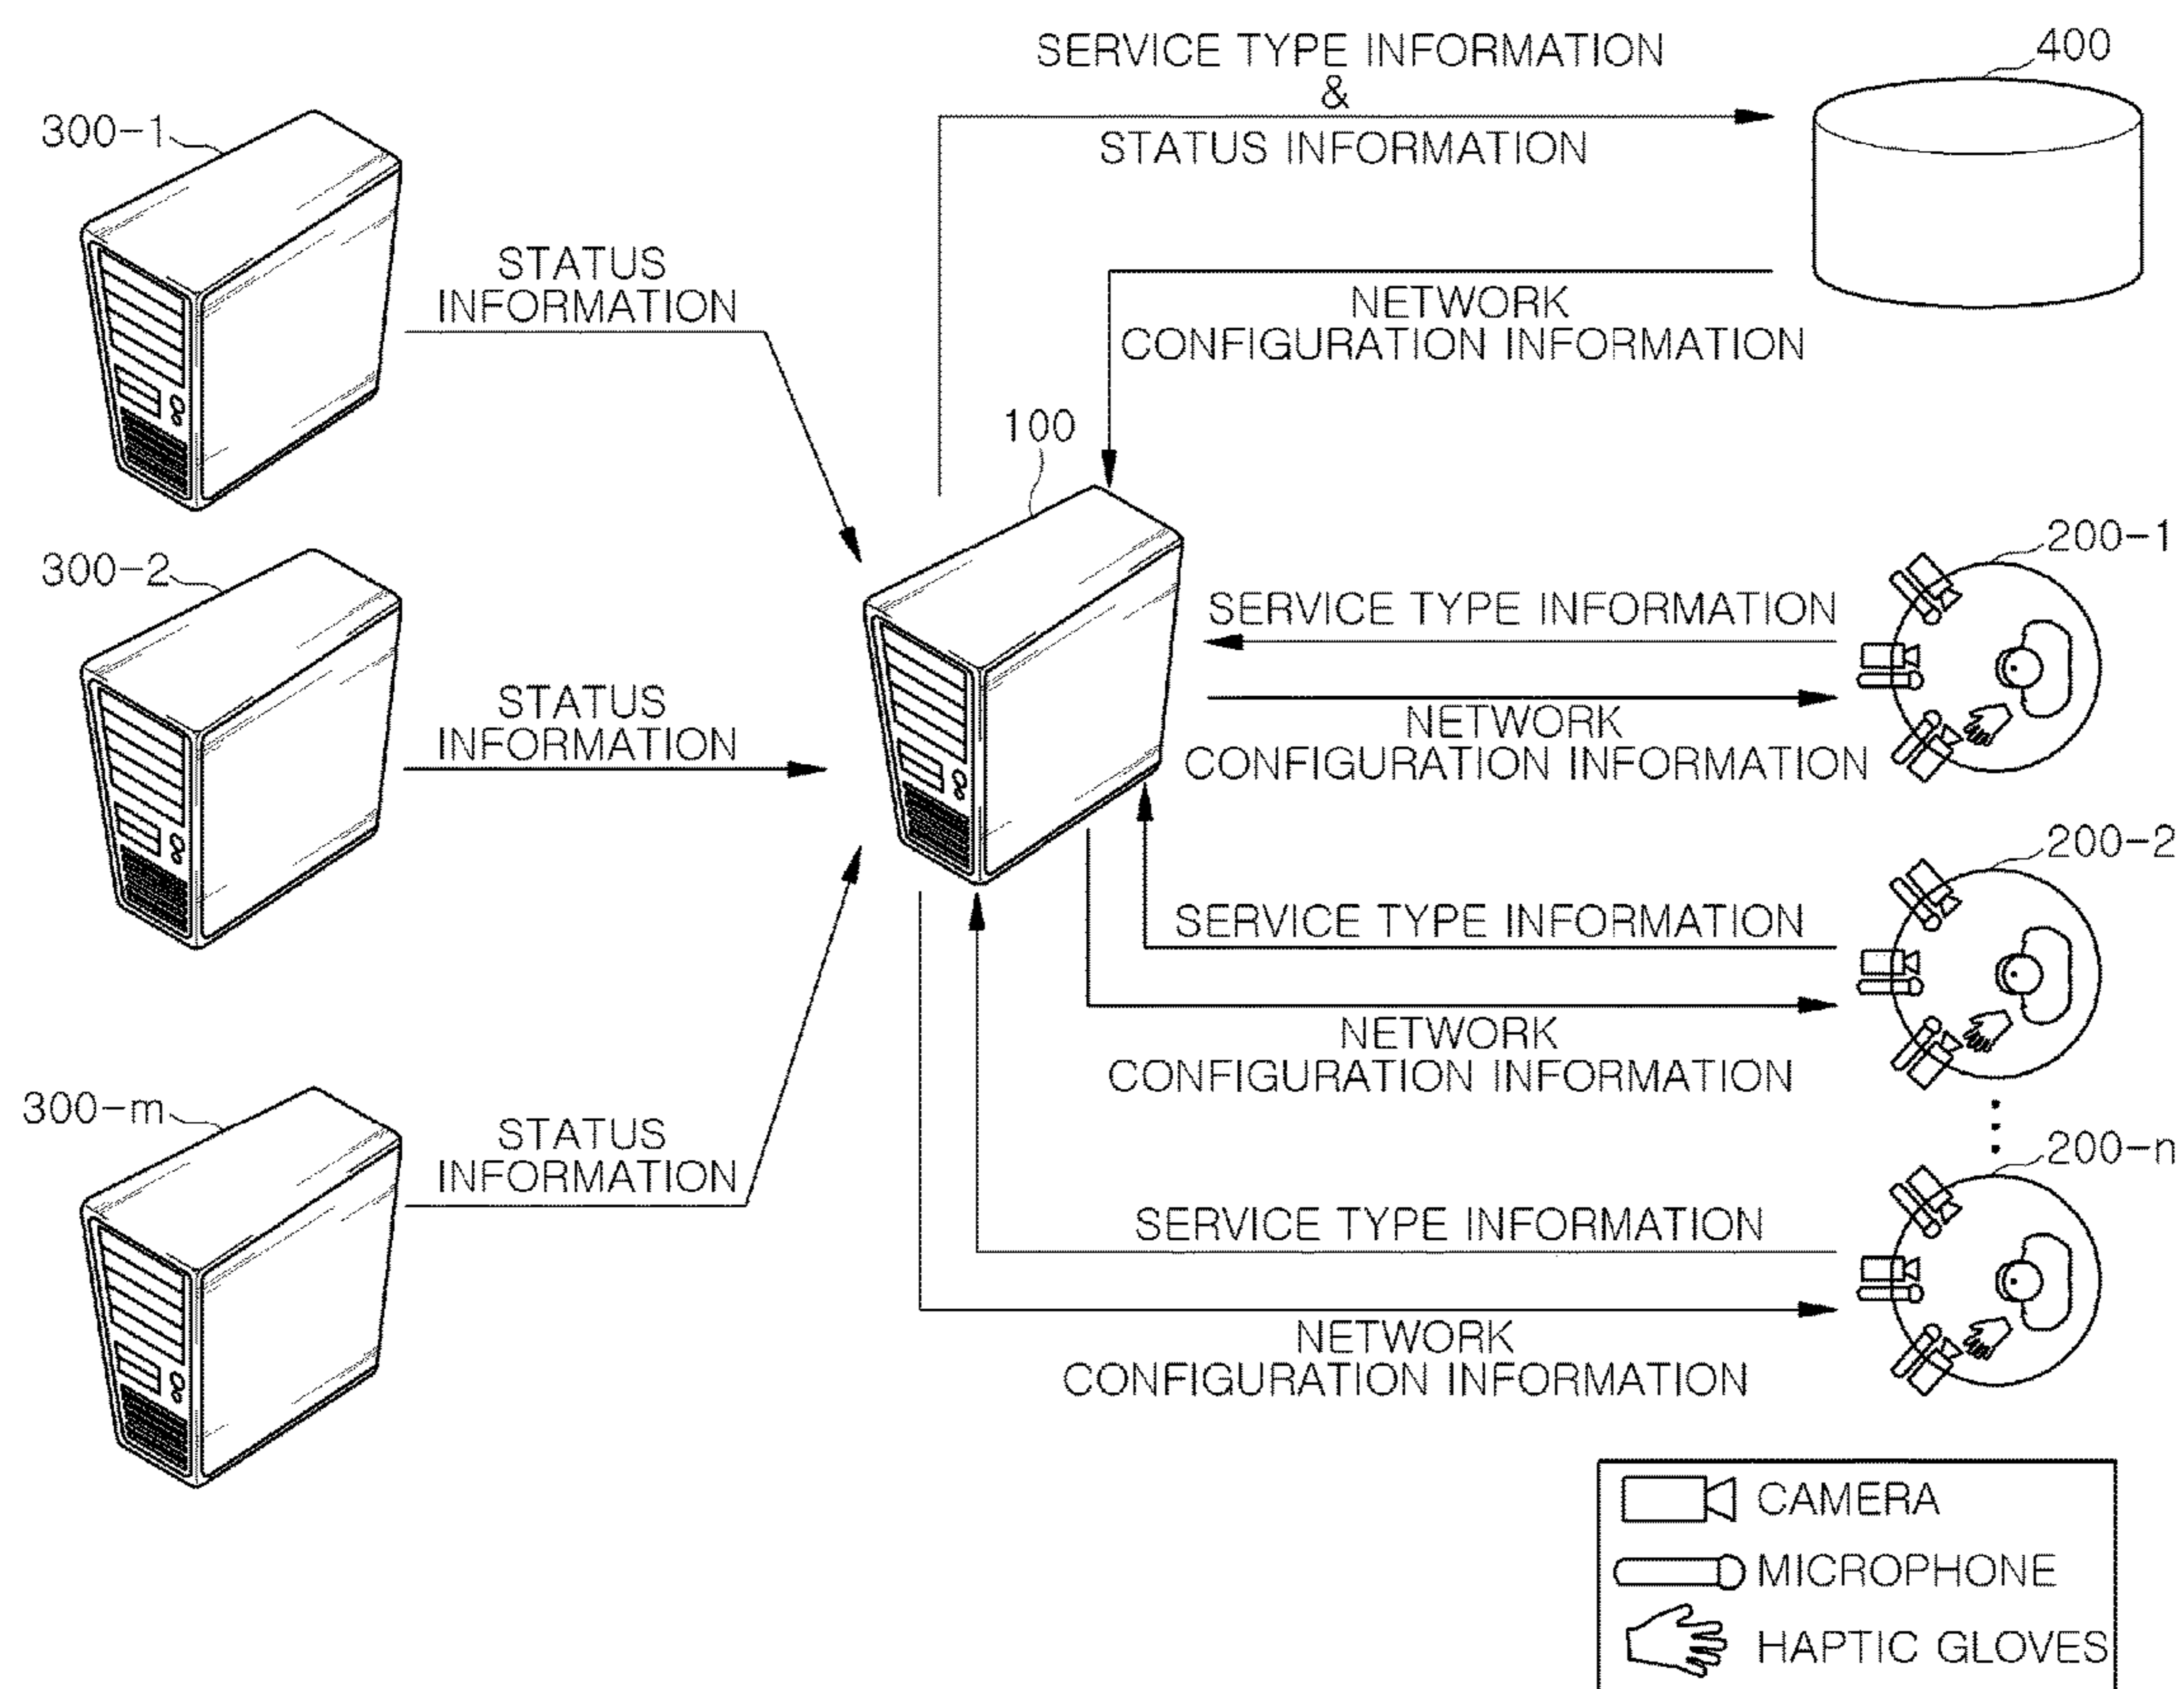 SERVICE TYPE INFORMATION
&
STATUS INFORMATION
400
300-1
STATUS
INFORMATION
NETWORK
CONFIGURATION INFORMATION
100
300-2
200-1
SERVICE TYPE INFORMATION
STATUS
INFORMATION
NETWORK
CONFIGURATION INFORMATION
200-2
SERVICE TYPE INFORMATION
NETWORK
CONFIGURATION INFORMATION
300-m
STATUS
INFORMATION
200-n
SERVICE TYPE INFORMATION
NETWORK
CONFIGURATION INFORMATION
CAMERA
MICROPHONE
HAPTIC GLOVES